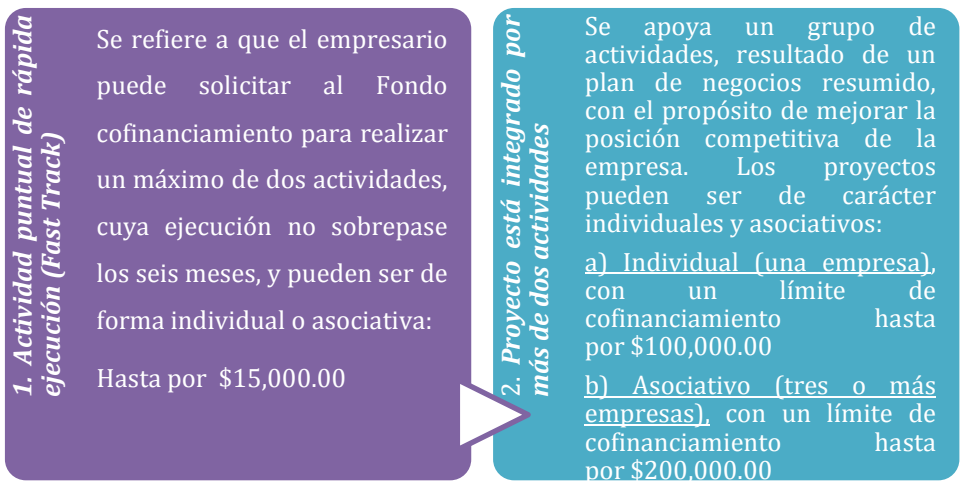 1. Actividad puntual de rápida
ejecución (Fast Track)
Se refiere a que el empresario
puede solicitar al Fondo
cofinanciamiento para realizar
un máximo de dos actividades,
cuya ejecución no sobrepase
los seis meses, y pueden ser de
forma individual o asociativa:
Hasta por $15,000.00
2. Proyecto está integrado por
más de dos actividades
Se apoya un grupo de
actividades, resultado de un
plan de negocios resumido,
con el propósito de mejorar la
posición competitiva de la
empresa. Los proyectos
pueden ser de carácter
individuales y asociativos:
a) Individual (una empresa),
con un límite de
cofinanciamiento hasta
por $100,000.00
b) Asociativo (tres o más
empresas), con un límite de
cofinanciamiento hasta
por $200,000.00